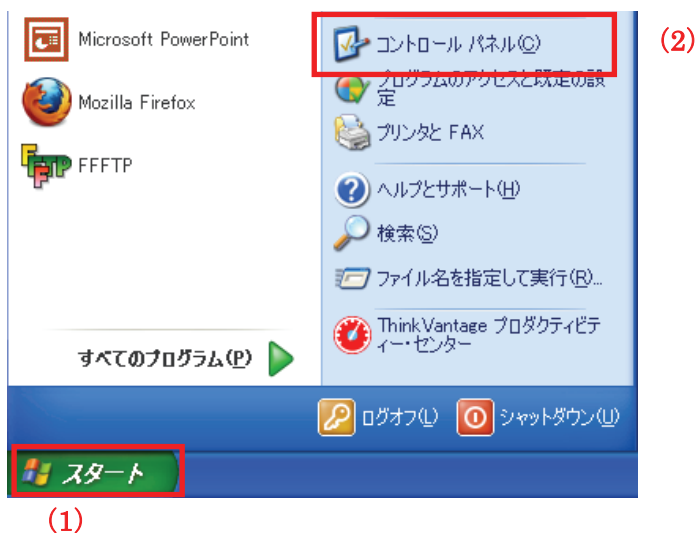 Microsoft PowerPoint
Mozilla Firefox
FFFTP
すべてのプログラム(P)
コントロール パネル(C)
(2)
プログラムのアクセスと既定の設
定
プリンタと FAX
ヘルプとサポート(H)
検索(S)
ファイル名を指定して実行(R)...
ThinkVantage プロダクティビテ
ィー・センター
ログオフ(L)
シャットダウン(U)
スタート
(1)